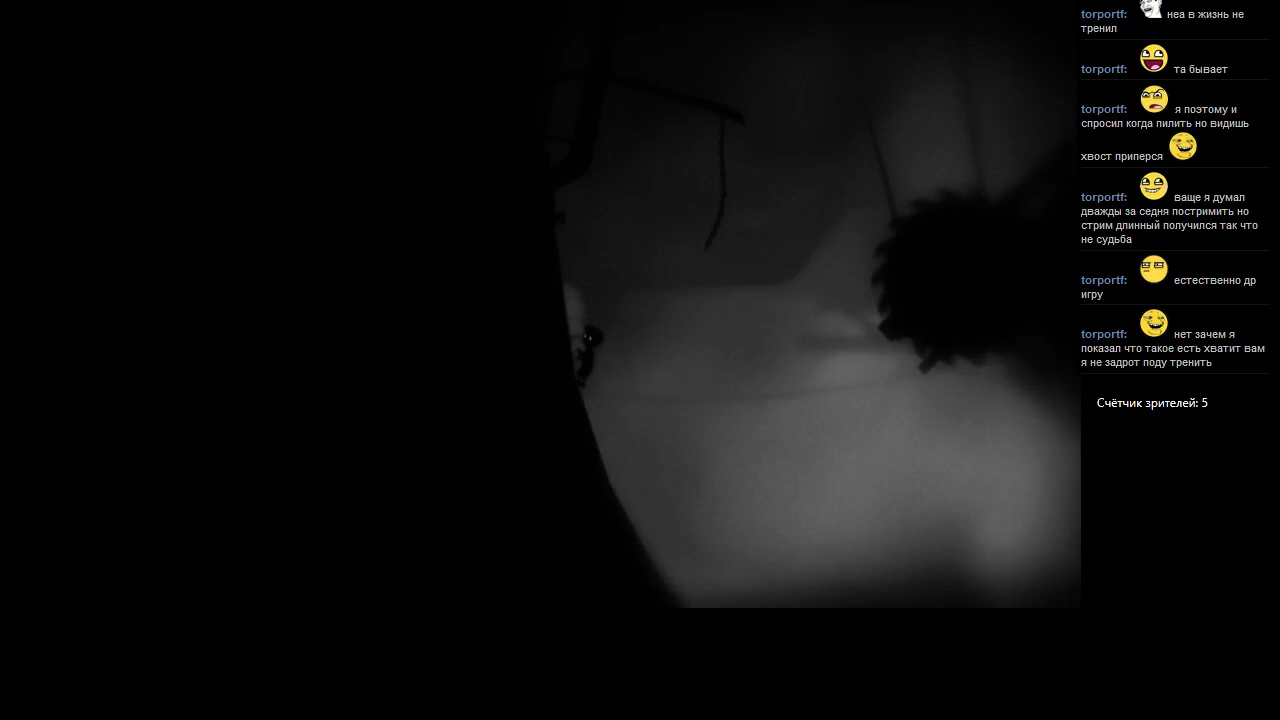 torportf: неа в жизнь не
тренил
torportf: та бывает
torportf: я поэтому и
спросил когда пилить но видишь
хвост приперся
torportf: ваще я думал
дважды за седня постримить но
стрим длинный получился так что
не судьба
torportf: естественно др
игру
torportf: нет зачем я
показал что такое есть хватит вам
я не задрот поду тренить
Счётчик зрителей: 5